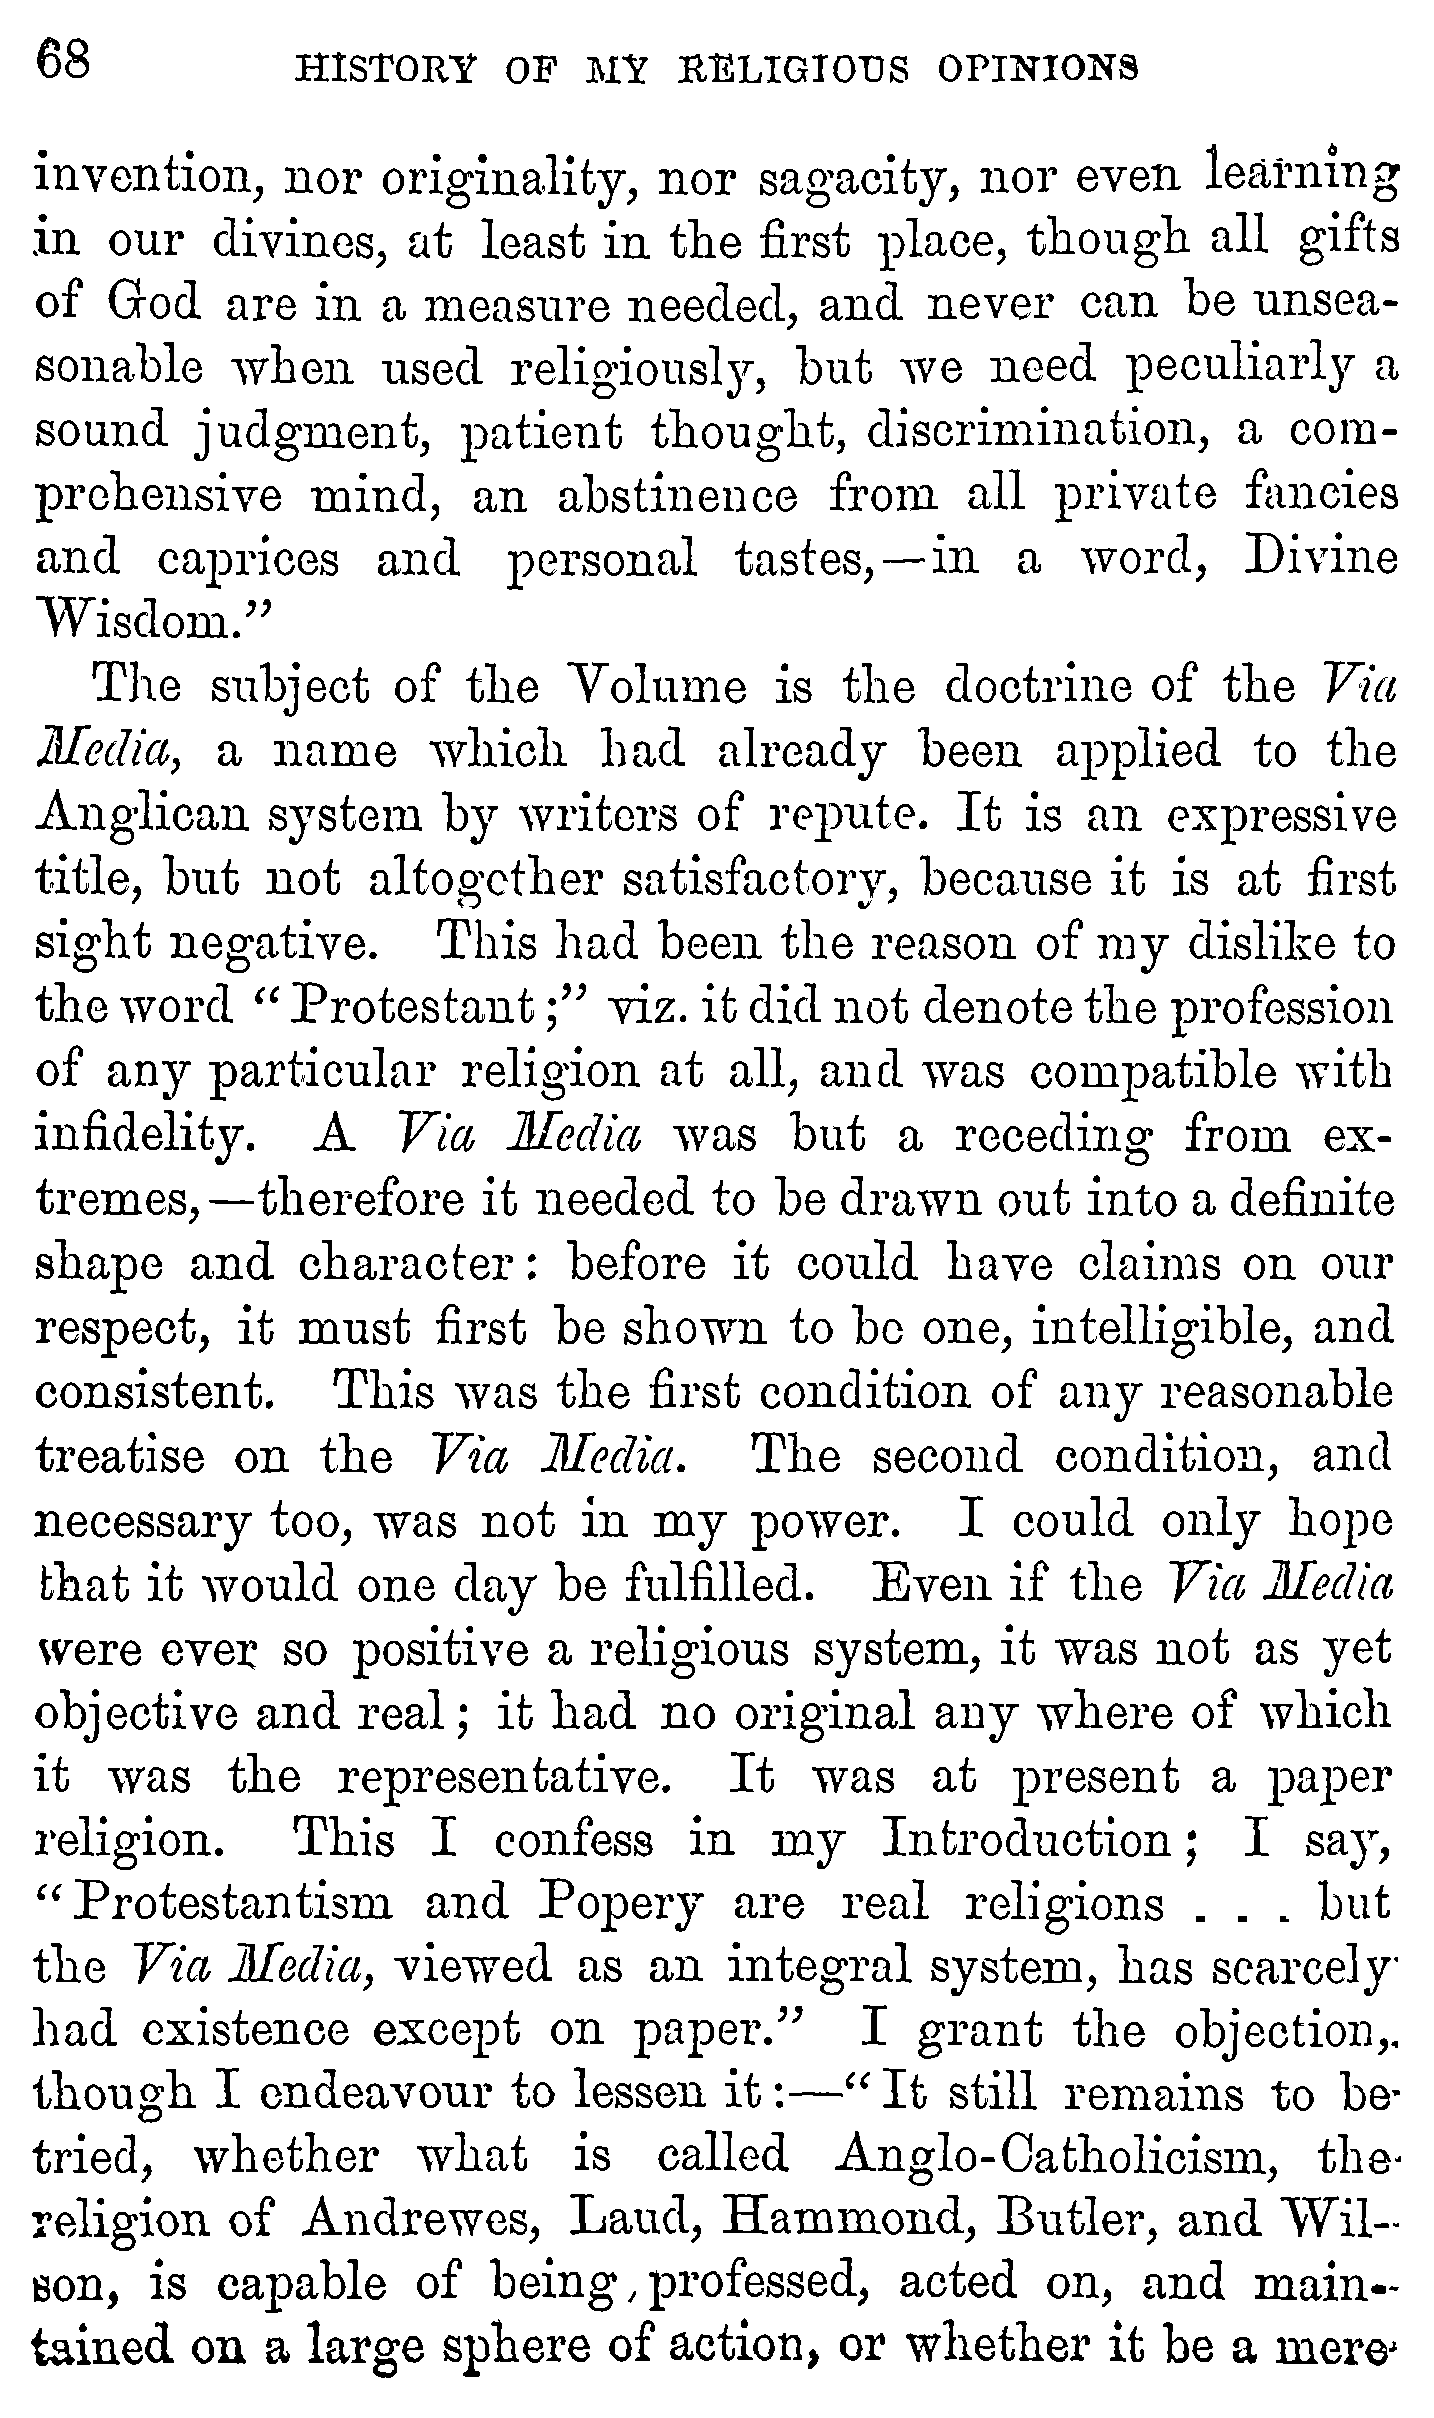 68 HISTORY OF MY RELIGIOUS OPINIONS
invention, nor originality, nor sagacity, nor even learning
in our divines, at least in the first place, though all gifts
of God are in a measure needed, and never can be unsea-
sonable when used religiously, but we need peculiarly a
sound judgment, patient thought, discrimination, a com-
prehensive mind, an abstinence from all private fancies
and caprices and personal tastes,—in a word, Divine
Wisdom.”
The subject of the Volume is the doctrine of the Via
Media, a name which had already been applied to the
Anglican system by writers of repute. It is an expressive
title, but not altogether satisfactory, because it is at first
sight negative. This had been the reason of my dislike to
the word “Protestant;” viz. it did not denote the profession
of any particular religion at all, and was compatible with
infidelity. A Via Media was but a receding from ex-
tremes,—therefore it needed to be drawn out into a definite
shape and character: before it could have claims on our
respect, it must first be shown to be one, intelligible, and
consistent. This was the first condition of any reasonable
treatise on the Via Media. The second condition, and
necessary too, was not in my power. I could only hope
that it would one day be fulfilled. Even if the Via Media
were ever so positive a religious system, it was not as yet
objective and real; it had no original any where of which
it was the representative. It was at present a paper
religion. This I confess in my Introduction; I say,
“Protestantism and Popery are real religions . . . but
the Via Media, viewed as an integral system, has scarcely
had existence except on paper.” I grant the objection,
though I endeavour to lessen it:—“It still remains to be
tried, whether what is called Anglo-Catholicism, the
religion of Andrewes, Laud, Hammond, Butler, and Wil-
son, is capable of being professed, acted on, and main-
tained on a large sphere of action, or whether it be a mere